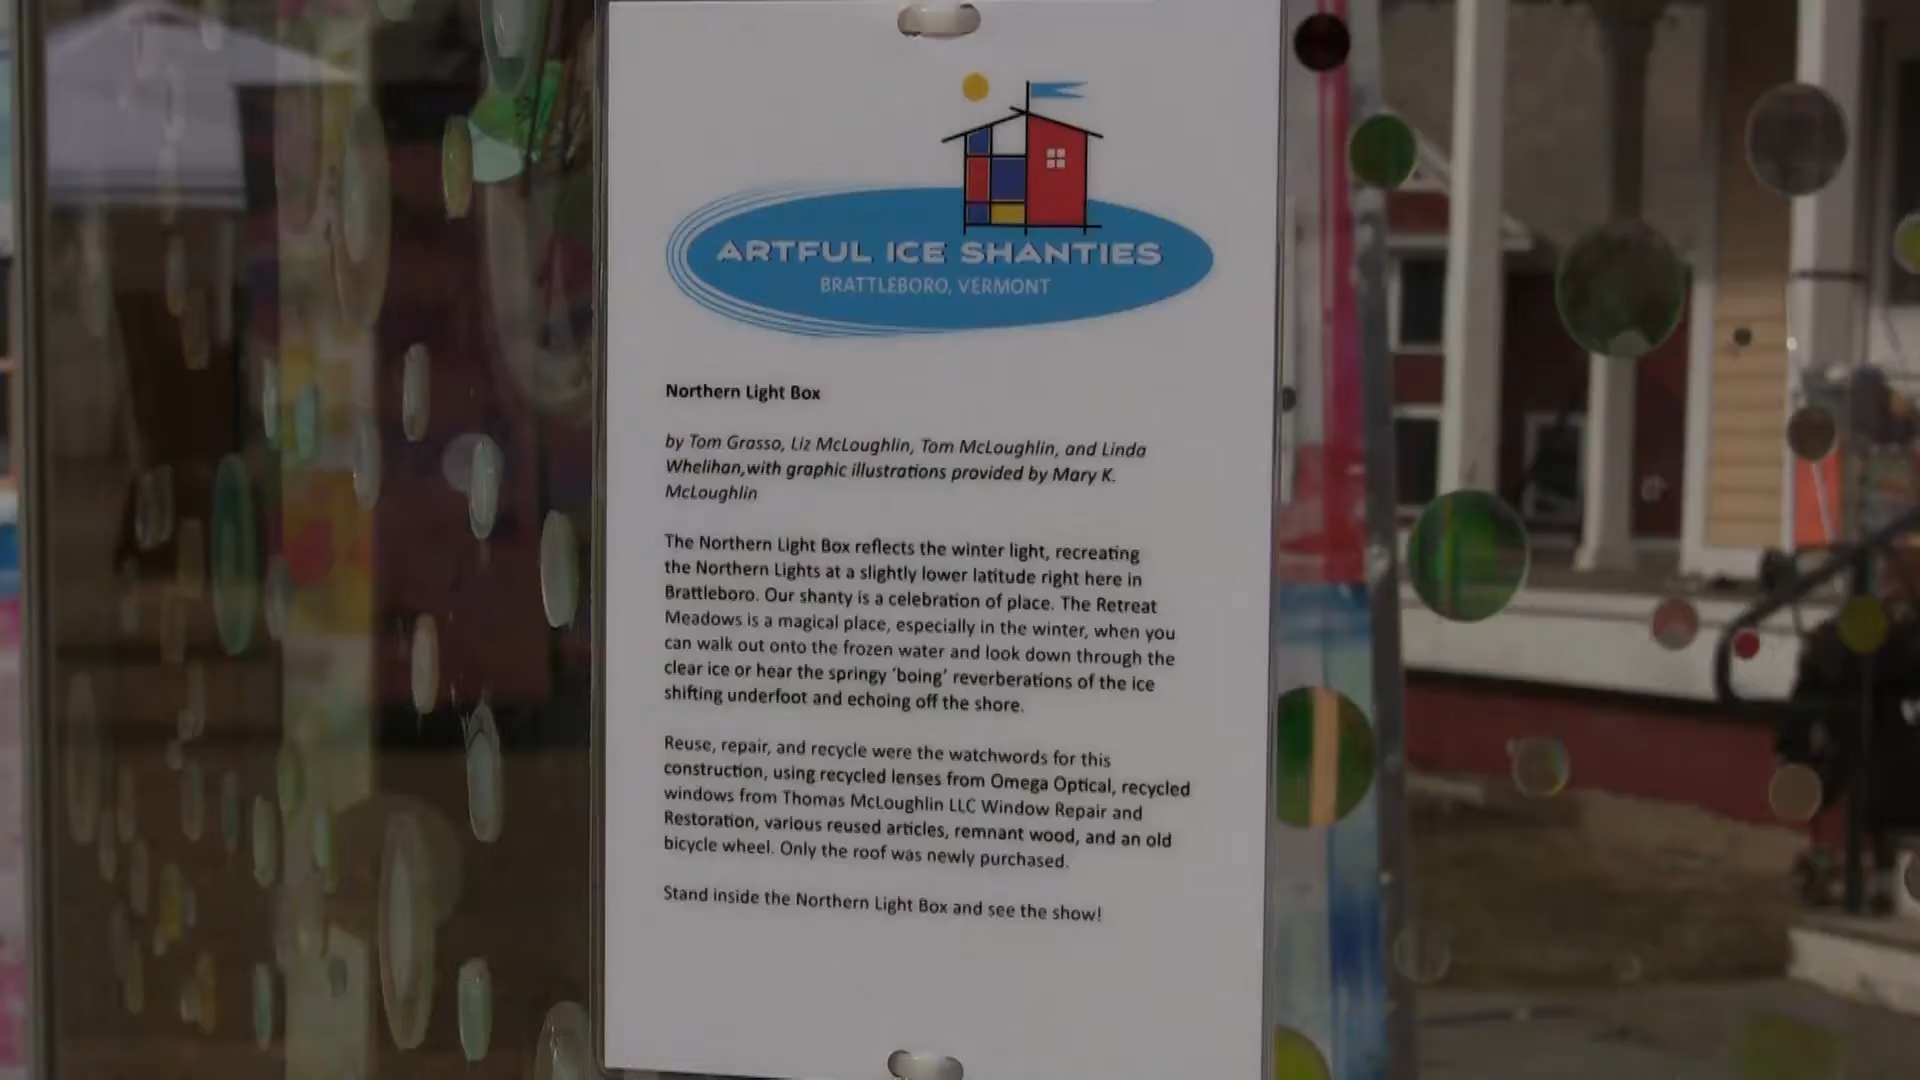 ARTFUL ICE SHANTIES
BRATTLEBORO, VERMONT
Northern Light Box
by Tom Grasso, Liz McLoughlin, Tom McLoughlin, and Linda
Whelihan,with graphic illustrations provided by Mary K.
McLoughlin
The Northern Light Box reflects the winter light, recreating
the Northern Lights at a slightly lower latitude right here in
Brattleboro. Our shanty is a celebration of place. The Retreat
Meadows is a magical place, especially in the winter, when you
can walk out onto the frozen water and look down through the
clear ice or hear the springy ‘boing’ reverberations of the ice
shifting underfoot and echoing off the shore.
Reuse, repair, and recycle were the watchwords for this
construction, using recycled lenses from Omega Optical, recycled
windows from Thomas McLoughlin LLC Window Repair and
Restoration, various reused articles, remnant wood, and an old
bicycle wheel. Only the roof was newly purchased.
Stand inside the Northern Light Box and see the show!